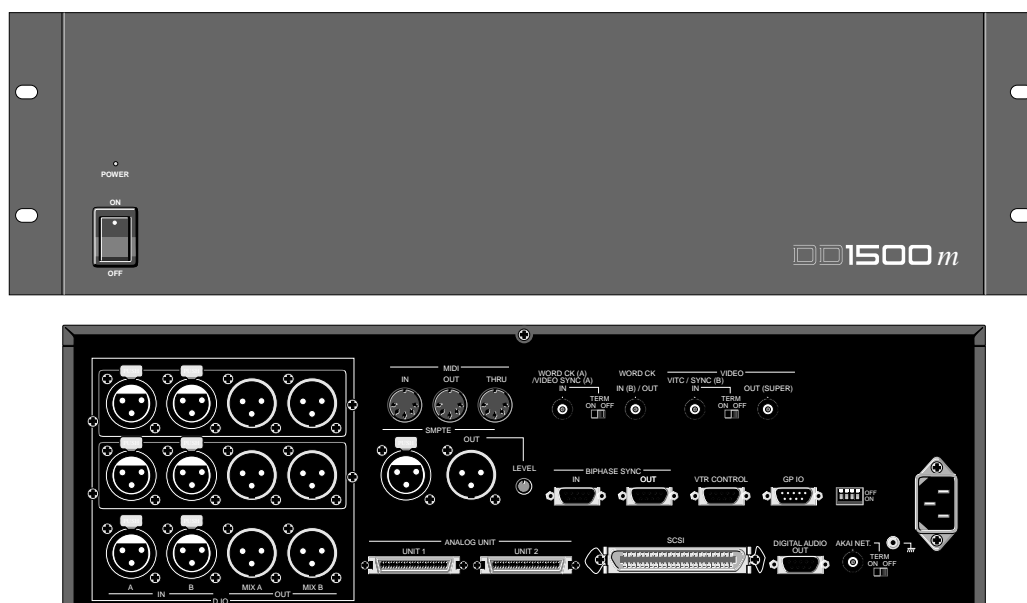 POWER
ON
OFF
DD1500 m
MIDI
IN OUT THRU
WORD CK (A)
/VIDEO SYNC (A)
IN
TERM
ON OFF
WORD CK
IN (B) / OUT
VIDEO
VITC / SYNC (B)
IN
TERM
ON OFF
OUT (SUPER)
SMPTE
OUT
LEVEL
BIPHASE SYNC
IN OUT
VTR CONTROL
GP IO
OFF
ON
ANALOG UNIT
UNIT 1 UNIT 2
SCSI
DIGITAL AUDIO
OUT
AKAI NET.
TERM
ON OFF
A B MIX A MIX B
IN OUT
D IO